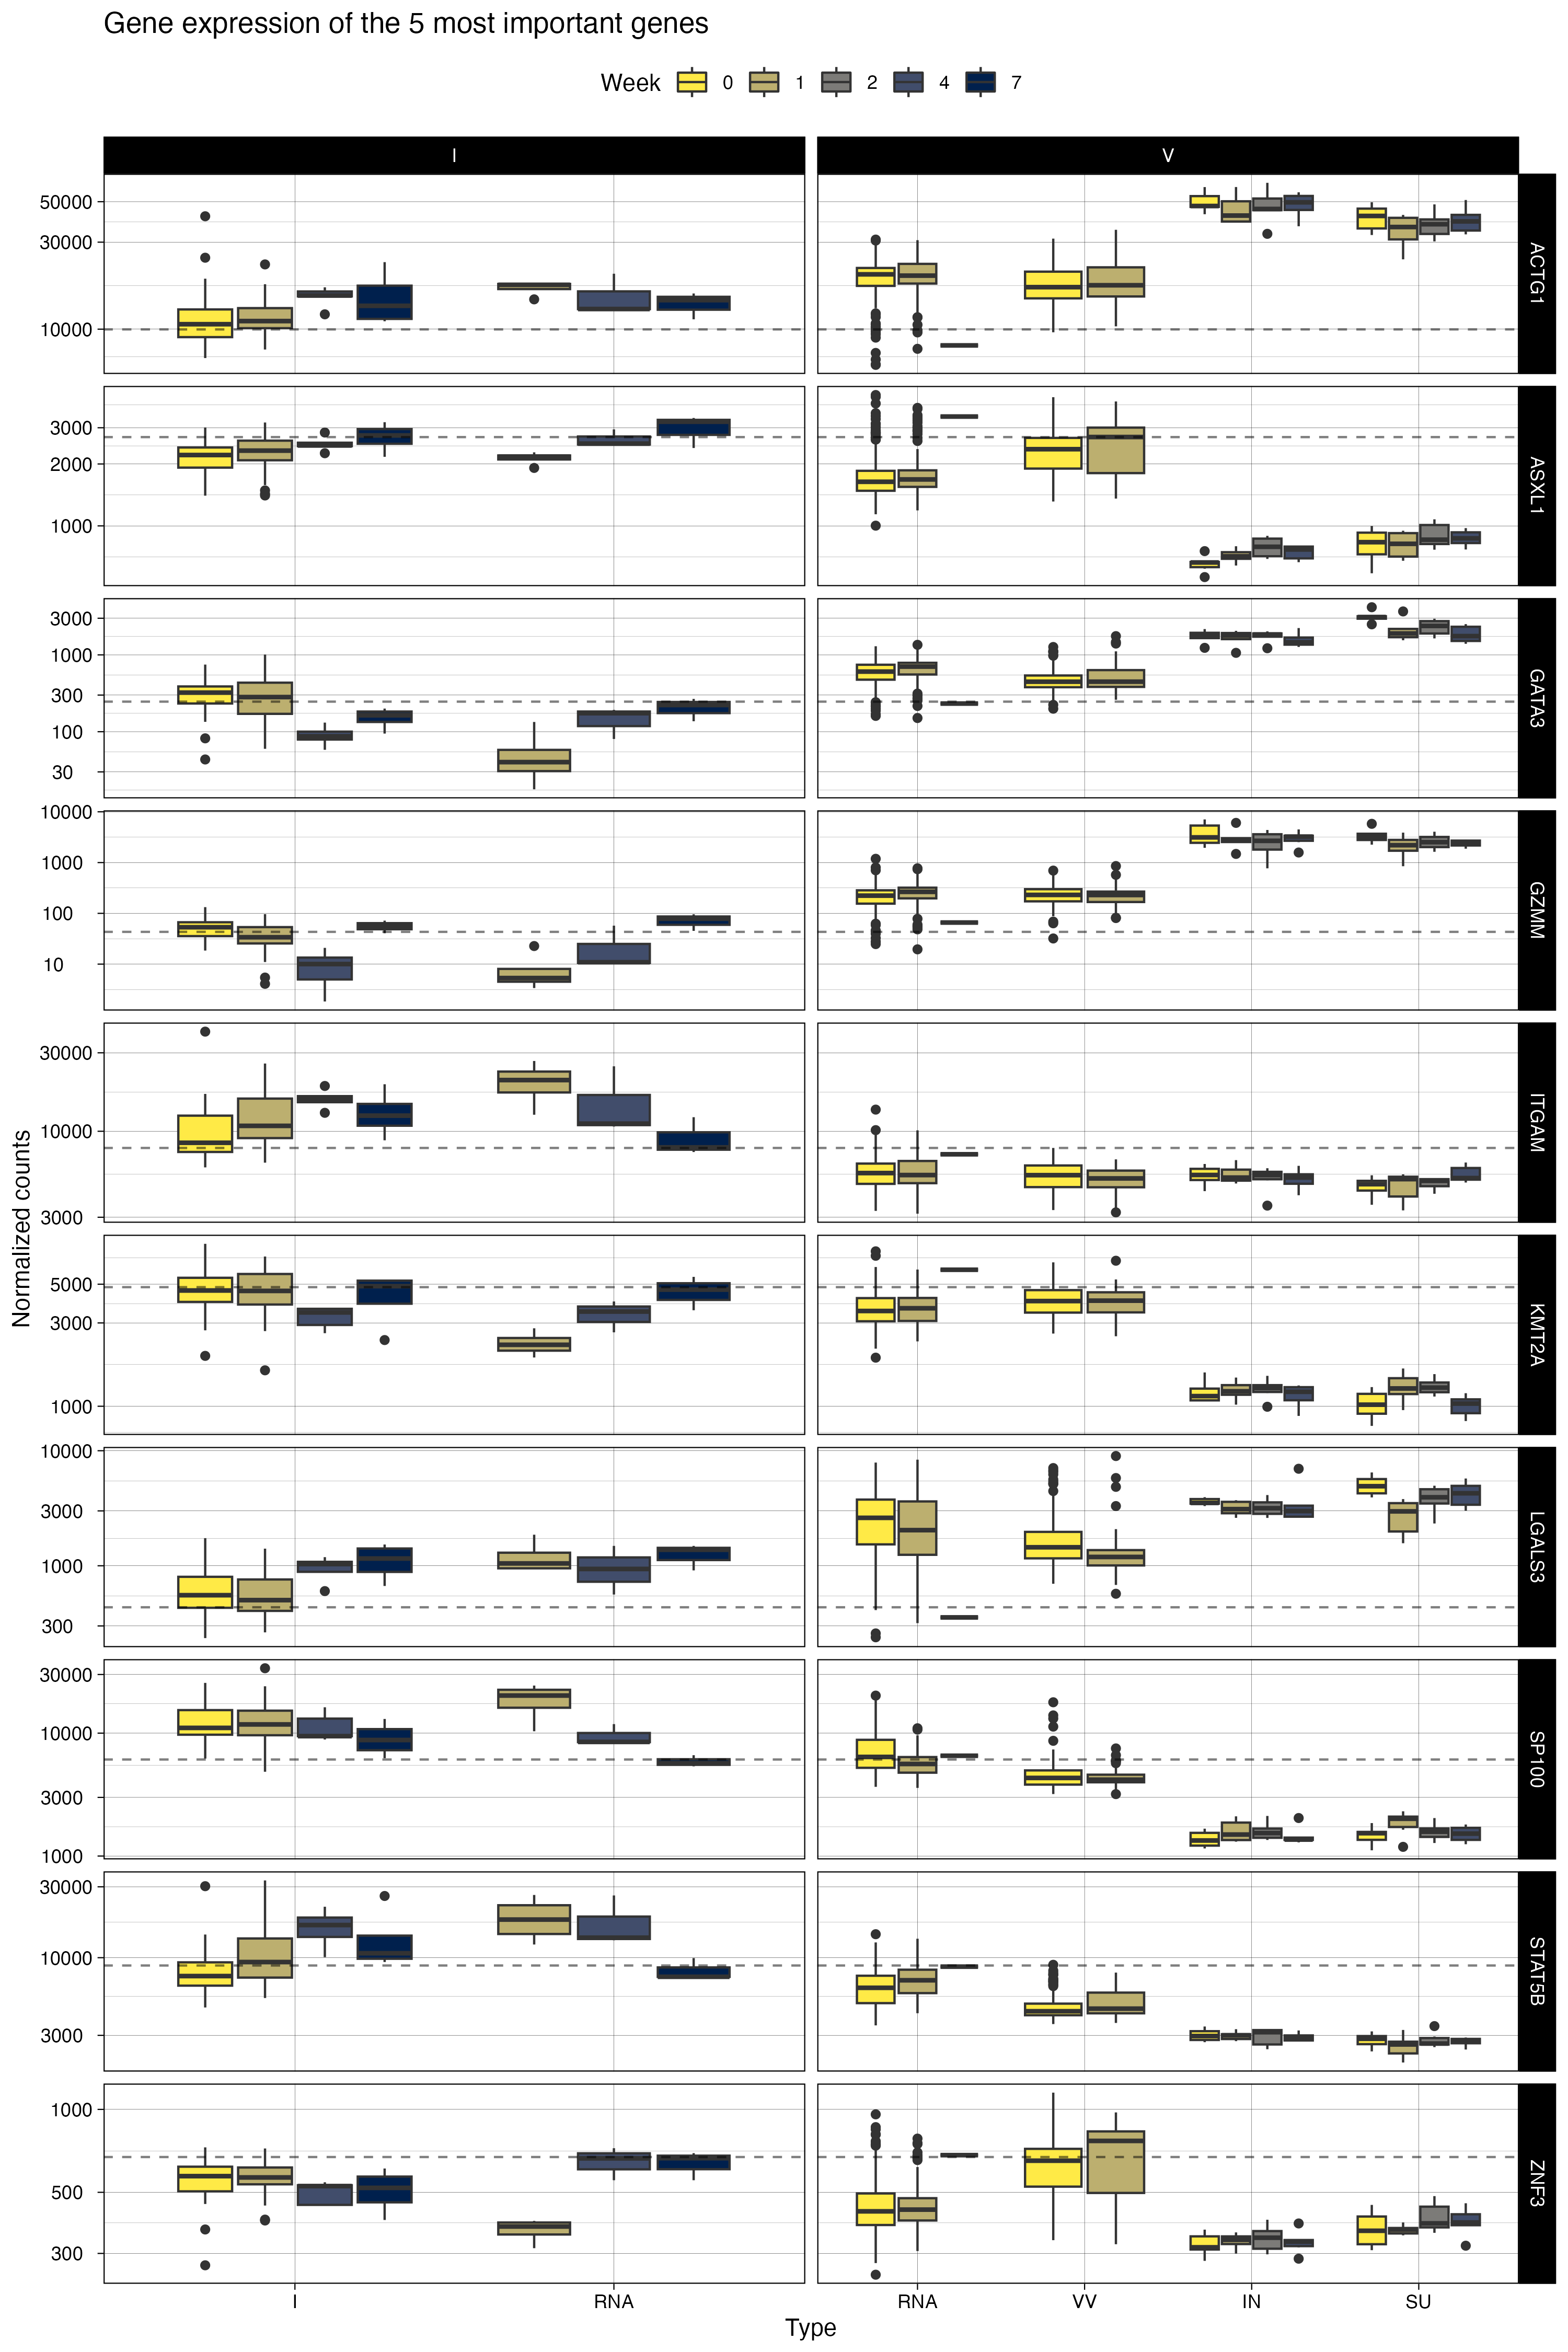 Gene expression of the 5 most important genes
Week 0 1 2 4 7
I V
50000
30000
10000
ACTG1
3000
2000
1000
ASXL1
3000
1000
300
100
30
GATA3
10000
1000
100
10
GZMM
30000
10000
3000
ITGAM
5000
3000
1000
KMT2A
10000
3000
1000
300
LGALS3
30000
10000
3000
1000
SP100
30000
10000
3000
STAT5B
1000
500
300
ZNF3
Normalized counts
I RNA RNA VV IN SU
Type